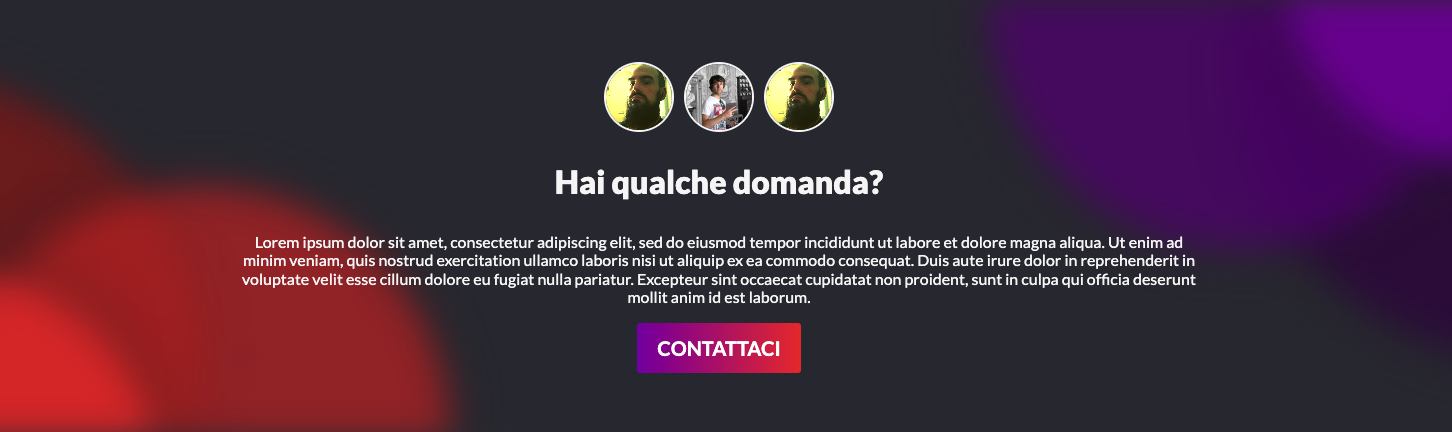 Hai qualche domanda?
Lorem ipsum dolor sit amet, consectetur adipiscing elit, sed do eiusmod tempor incididunt ut labore et dolore magna aliqua. Ut enim ad
minim veniam, quis nostrud exercitation ullamco laboris nisi ut aliquip ex ea commodo consequat. Duis aute irure dolor in reprehenderit in
voluptate velit esse cillum dolore eu fugiat nulla pariatur. Excepteur sint occaecat cupidatat non proident, sunt in culpa qui officia deserunt
mollit anim id est laborum.
CONTATTACI